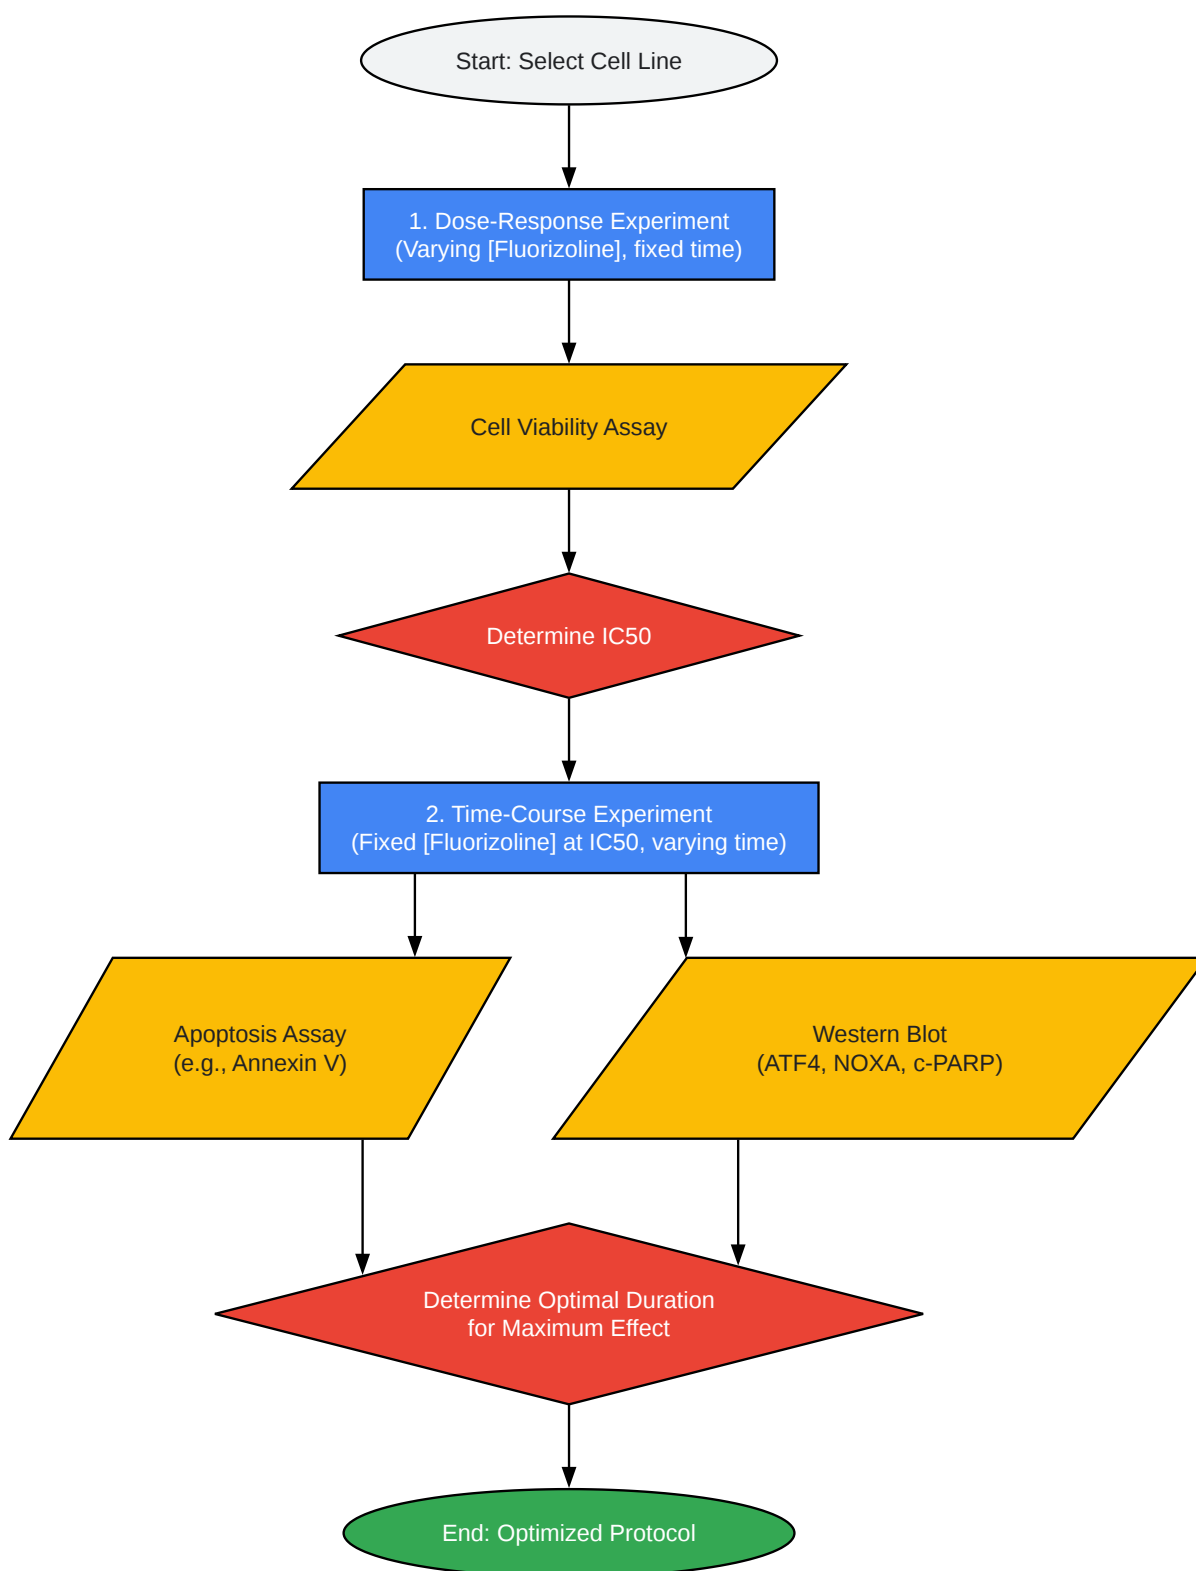 Start: Select Cell Line
1. Dose-Response Experiment
(Varying [Fluorizoline], fixed time)
Cell Viability Assay
Determine IC50
2. Time-Course Experiment
(Fixed [Fluorizoline] at IC50, varying time)
Apoptosis Assay
(e.g., Annexin V)
Western Blot
(ATF4, NOXA, c-PARP)
Determine Optimal Duration
for Maximum Effect
End: Optimized Protocol